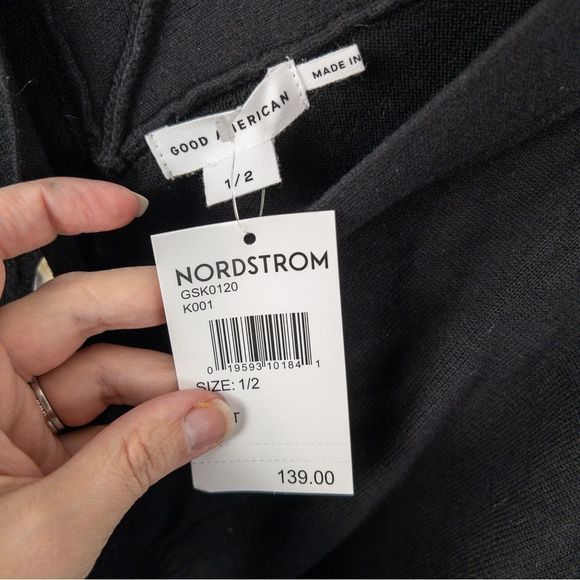 GOOD AMERICAN
MADE IN
1/2
NORDSTROM
GSK0120
K001
0 19593 10184 1
SIZE: 1/2
139.00